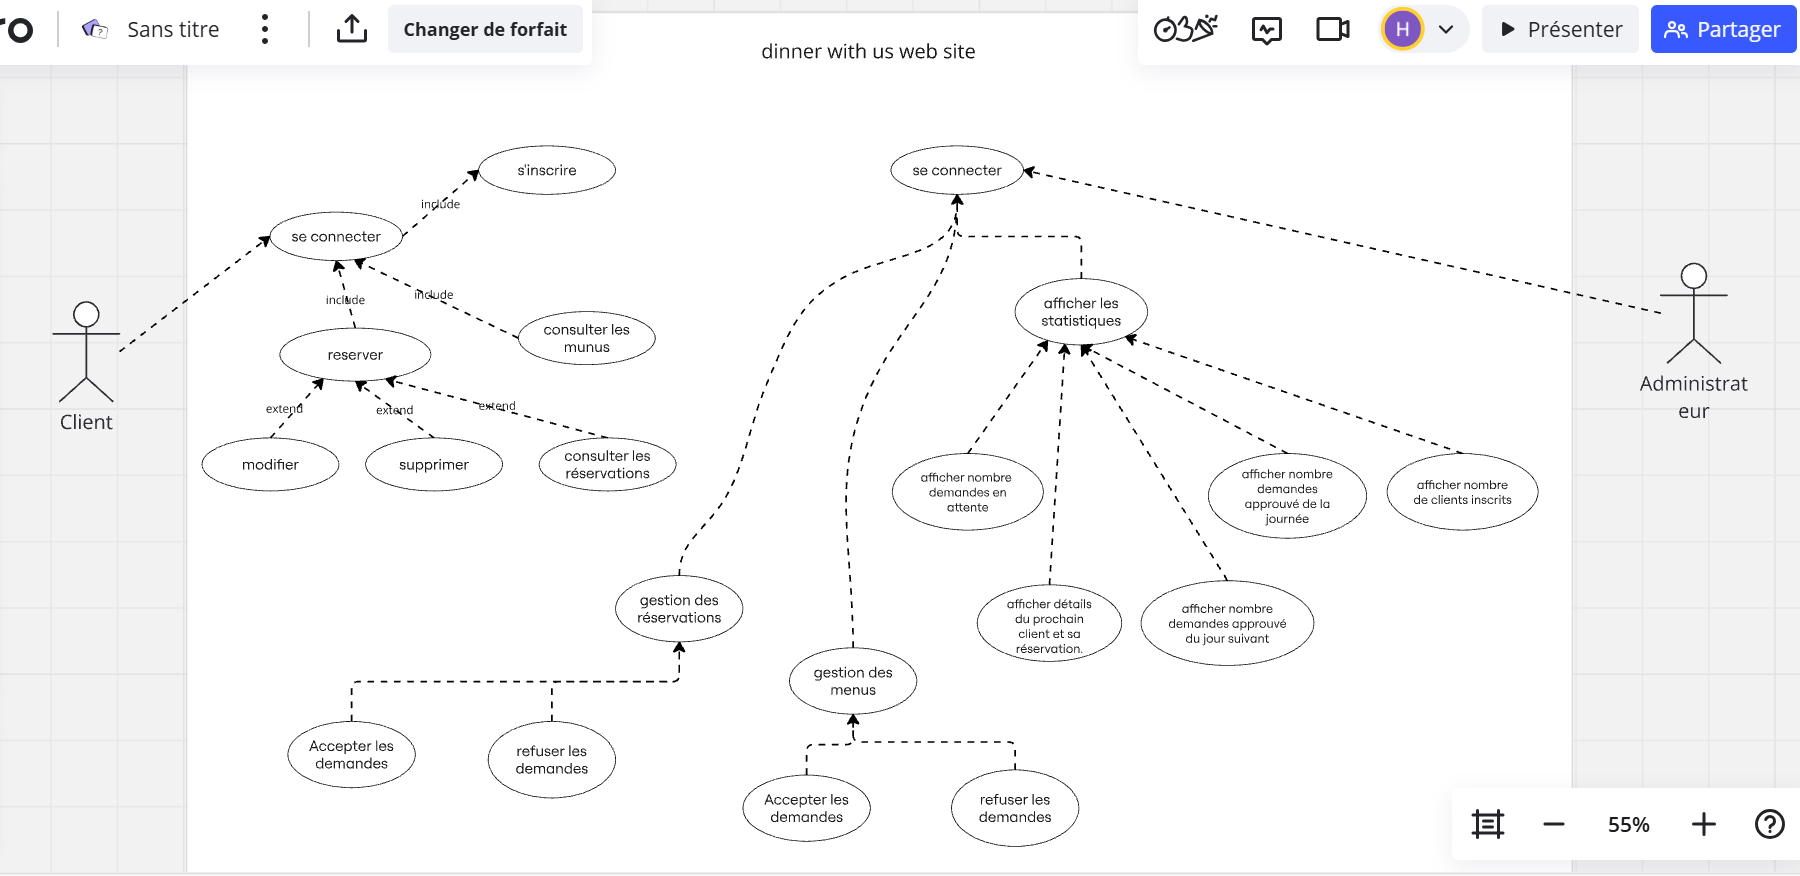 ro
Sans titre
Changer de forfait
H
Présenter
Partager
dinner with us web site
s'inscrire
se connecter
include
se connecter
include
include
afficher les
statistiques
consulter les
munus
reserver
Client
Administrat
eur
extend
extend
extend
modifier
supprimer
consulter les
réservations
afficher nombre
demandes en
attente
afficher nombre
demandes
approuvé de la
journée
afficher nombre
de clients inscrits
gestion des
réservations
afficher détails
du prochain
client et sa
réservation.
afficher nombre
demandes approuvé
du jour suivant
gestion des
menus
Accepter les
demandes
refuser les
demandes
Accepter les
demandes
refuser les
demandes
55%